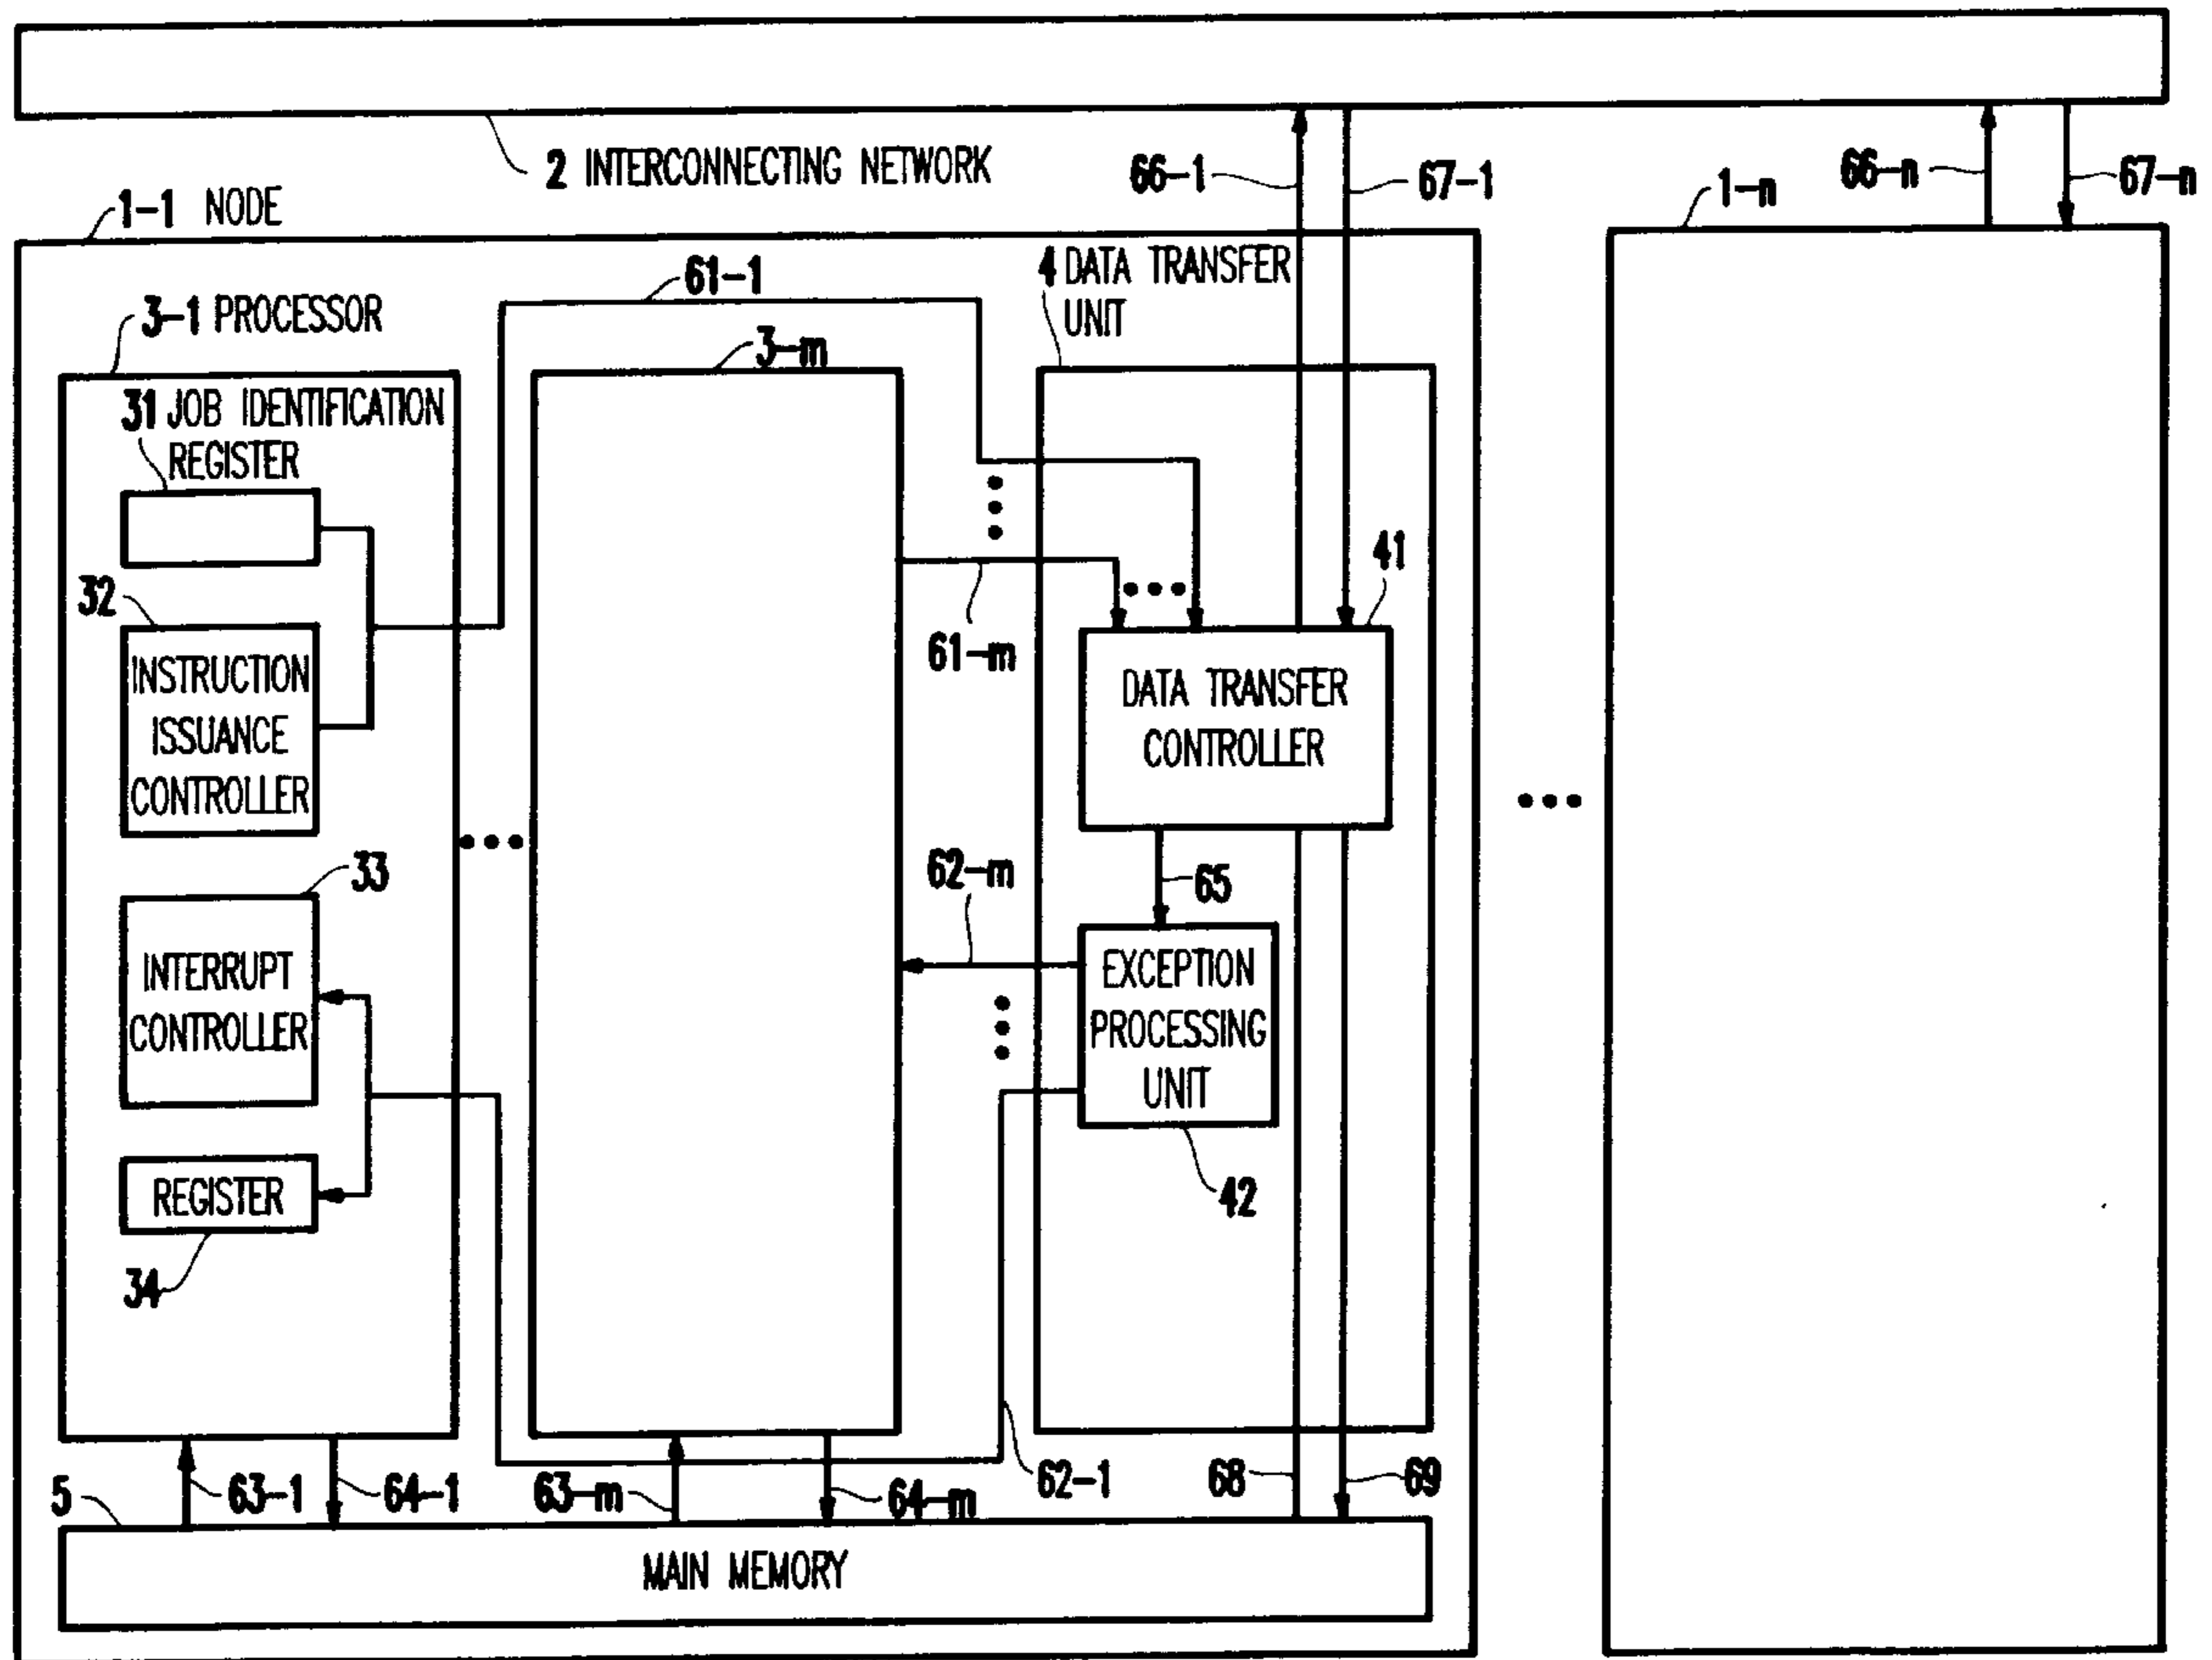 2 INTERCONNECTING NETWORK
66-1
67-1
66-n
67-n
1-1 NODE
1-n
3-1 PROCESSOR
61-1
4 DATA TRANSFER
UNIT
3-m
31 JOB IDENTIFICATION
REGISTER
32
INSTRUCTION
ISSUANCE
CONTROLLER
61-m
41
DATA TRANSFER
CONTROLLER
33
INTERRUPT
CONTROLLER
62-m
65
EXCEPTION
PROCESSING
UNIT
42
REGISTER
34
5
63-1
64-1
63-m
64-m
62-1
68
69
MAIN MEMORY